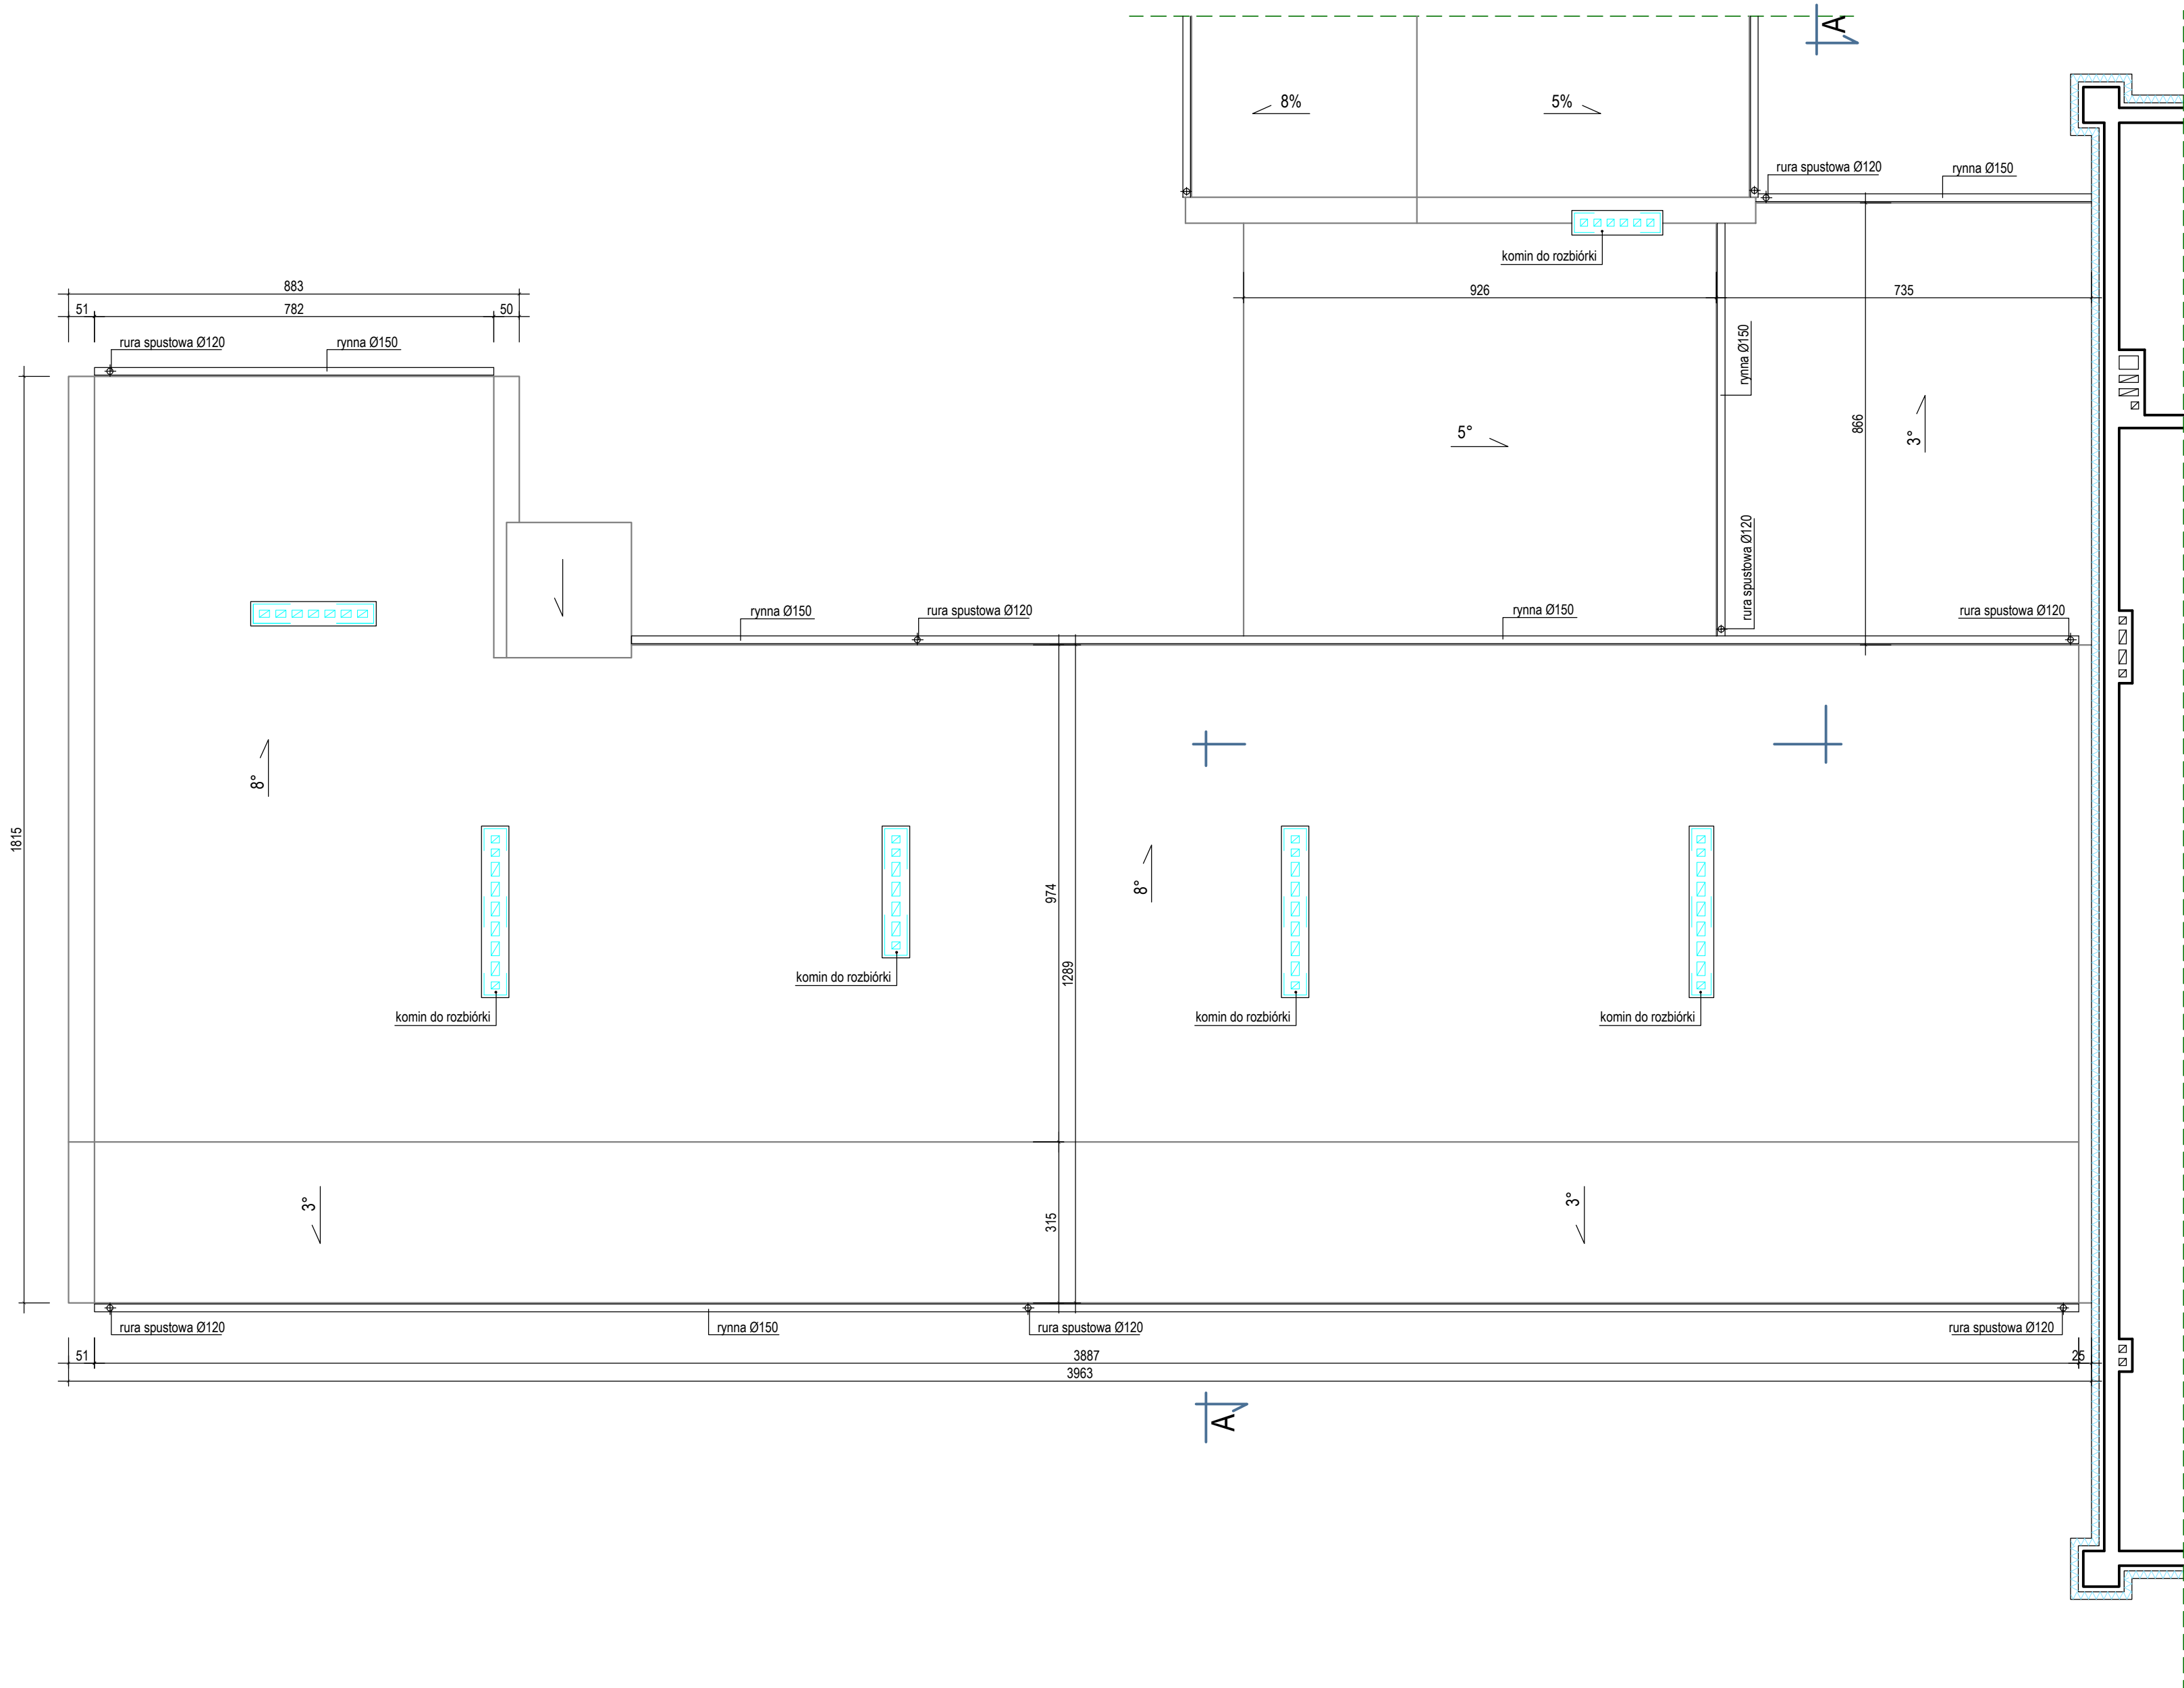 A
8%
5%
rura spustowa Ø120
rynna Ø150
komin do rozbiórki
883
51
782
50
926
735
rura spustowa Ø120
rynna Ø150
rynna Ø150
5°
866
3°
rura spustowa Ø120
rynna Ø150
rura spustowa Ø120
rynna Ø150
rura spustowa Ø120
8°
1815
974
8°
1289
komin do rozbiórki
komin do rozbiórki
komin do rozbiórki
komin do rozbiórki
3°
315
3°
rura spustowa Ø120
rynna Ø150
rura spustowa Ø120
rura spustowa Ø120
51
3887
25
3963
A